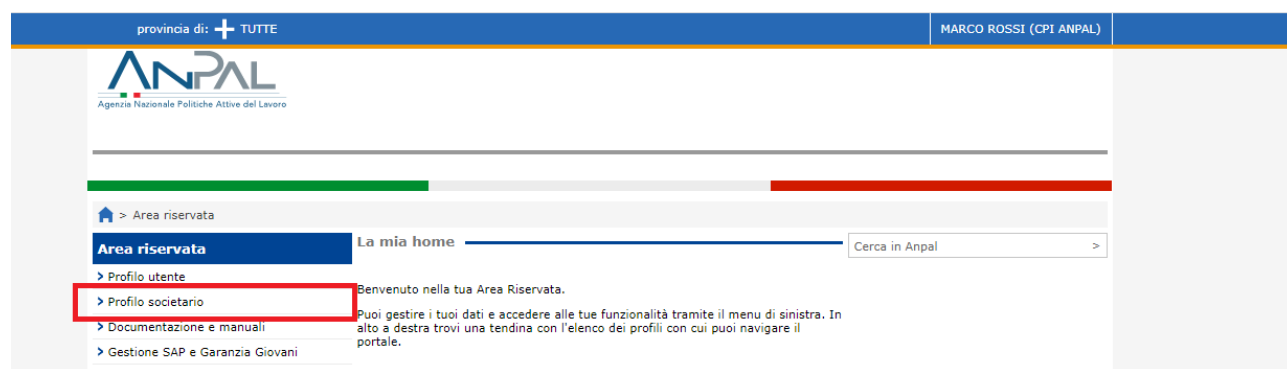 provincia di: + TUTTE
MARCO ROSSI (CPI ANPAL)
ANPAL
Agenzia Nazionale Politiche Attive del Lavoro
> Area riservata
Area riservata
La mia home
Cerca in Anpal >
> Profilo utente
> Profilo societario
> Documentazione e manuali
> Gestione SAP e Garanzia Giovani
Benvenuto nella tua Area Riservata.
Puoi gestire i tuoi dati e accedere alle tue funzionalità tramite il menu di sinistra. In
alto a destra trovi una tendina con l'elenco dei profili con cui puoi navigare il
portale.